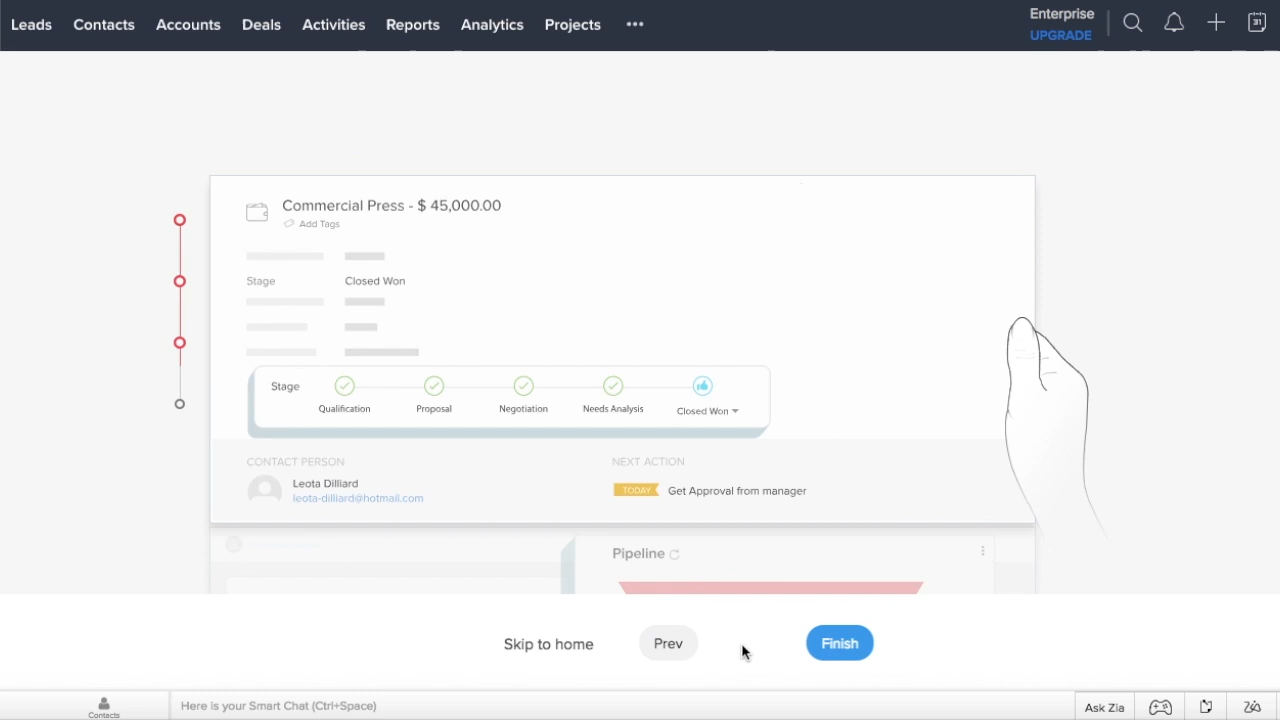 Leads Contacts Accounts Deals Activities Reports Analytics Projects ••• Enterprise
UPGRADE
31
Commercial Press - $ 45,000.00
Add Tags
Stage Closed Won
Stage
Qualification Proposal Negotiation Needs Analysis Closed Won
CONTACT PERSON NEXT ACTION
Leota Dilliard
leota-dilliard@hotmail.com
TODAY Get Approval from manager
Pipeline
Skip to home Prev Finish
Contacts Here is your Smart Chat (Ctrl+Space) Ask Zia